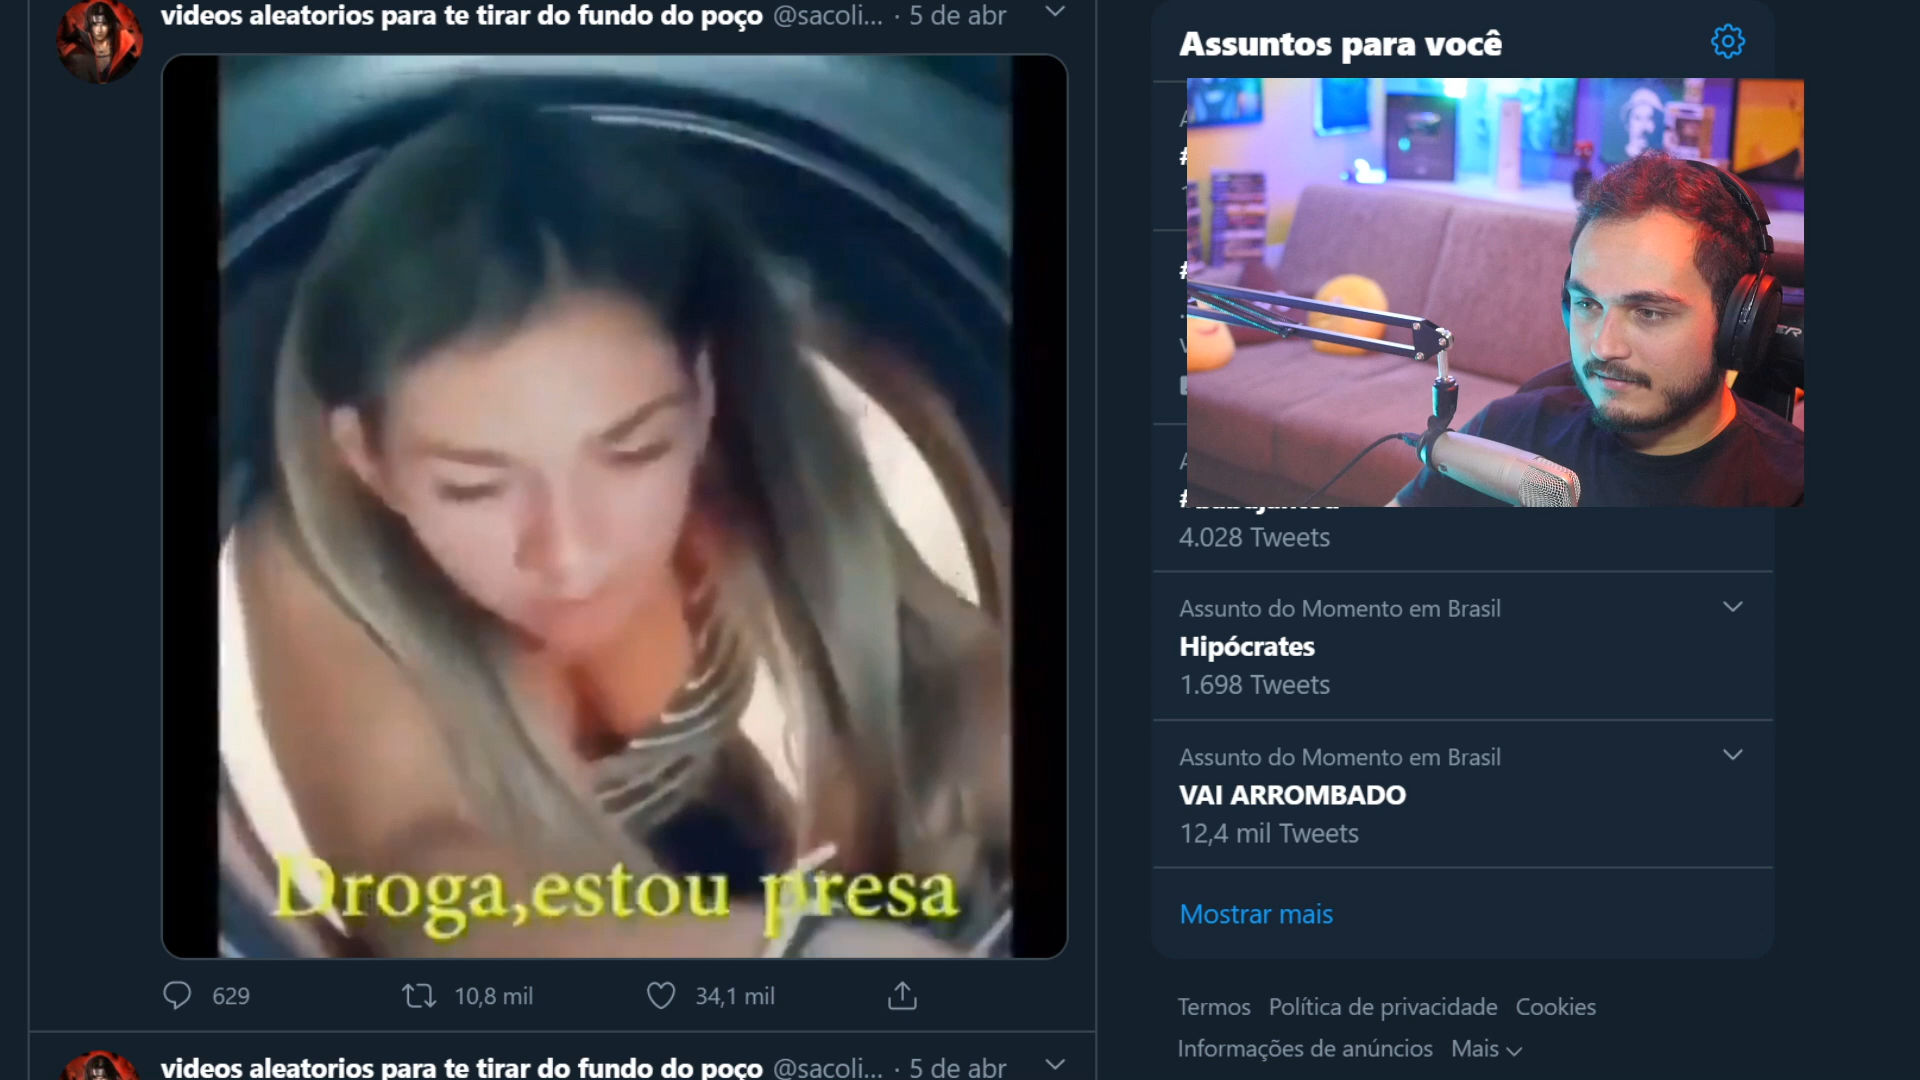 videos aleatorios para te tirar do fundo do poço @sacoli... · 5 de abr
Droga,estou presa
629
10,8 mil
34,1 mil
videos aleatorios para te tirar do fundo do poço @sacoli... · 5 de abr
Assuntos para você
4.028 Tweets
Assunto do Momento em Brasil
Hipócrates
1.698 Tweets
Assunto do Momento em Brasil
VAI ARROMBADO
12,4 mil Tweets
Mostrar mais
Termos Política de privacidade Cookies
Informações de anúncios Mais